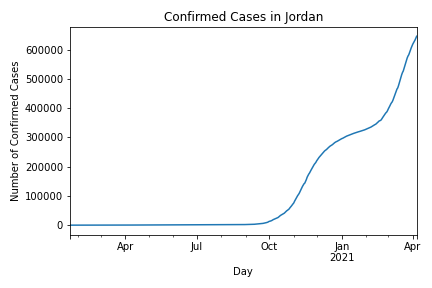 Confirmed Cases in Jordan
Number of Confirmed Cases
600000
500000
400000
300000
200000
100000
0
Apr
Jul
Oct
Jan
2021
Apr
Day